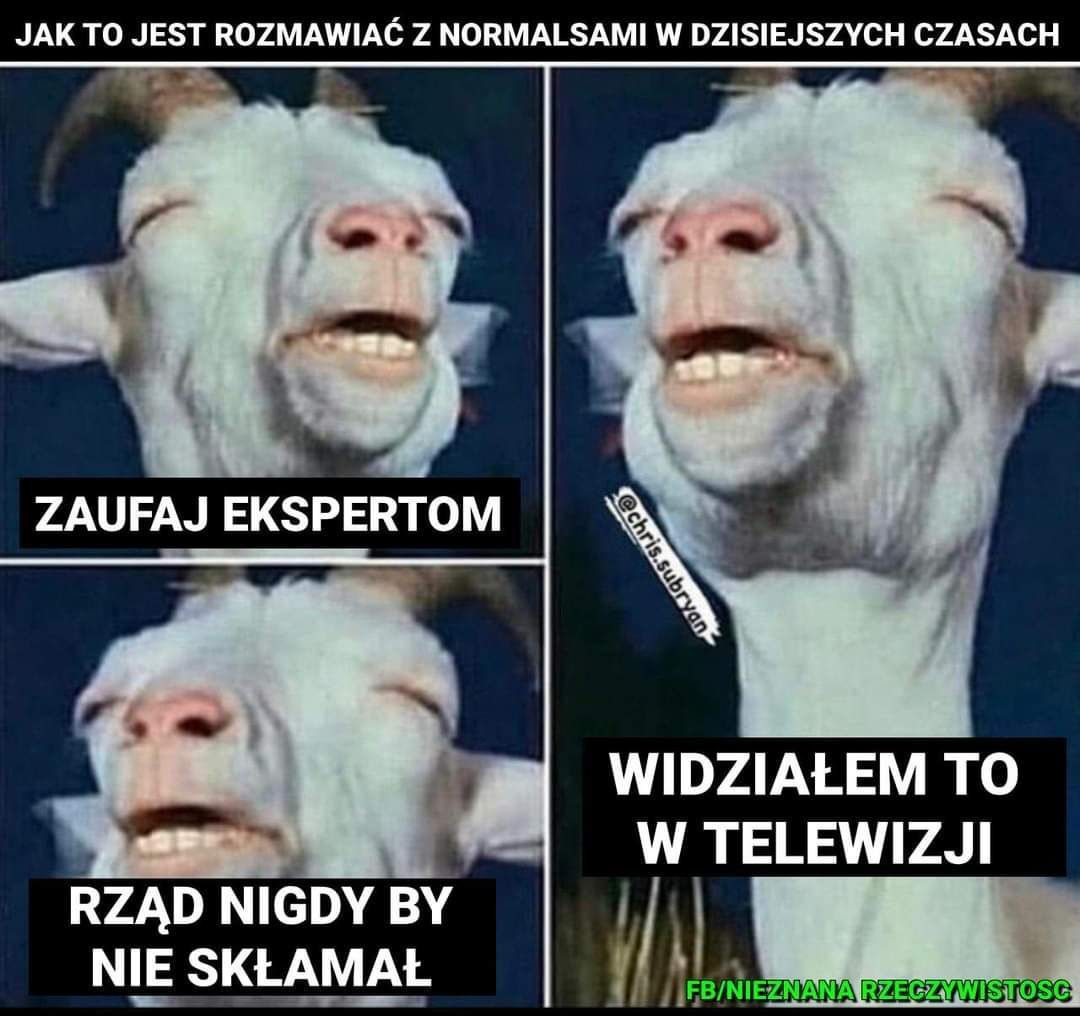 JAK TO JEST ROZMAWIAĆ Z NORMALSAMI W DZISIEJSZYCH CZASACH
ZAUFAJ EKSPERTOM
@chris.subryan
RZĄD NIGDY BY
NIE SKŁAMAŁ
WIDZIAŁEM TO
W TELEWIZJI
FB/NIEZNANA RZECZYWISTOSC